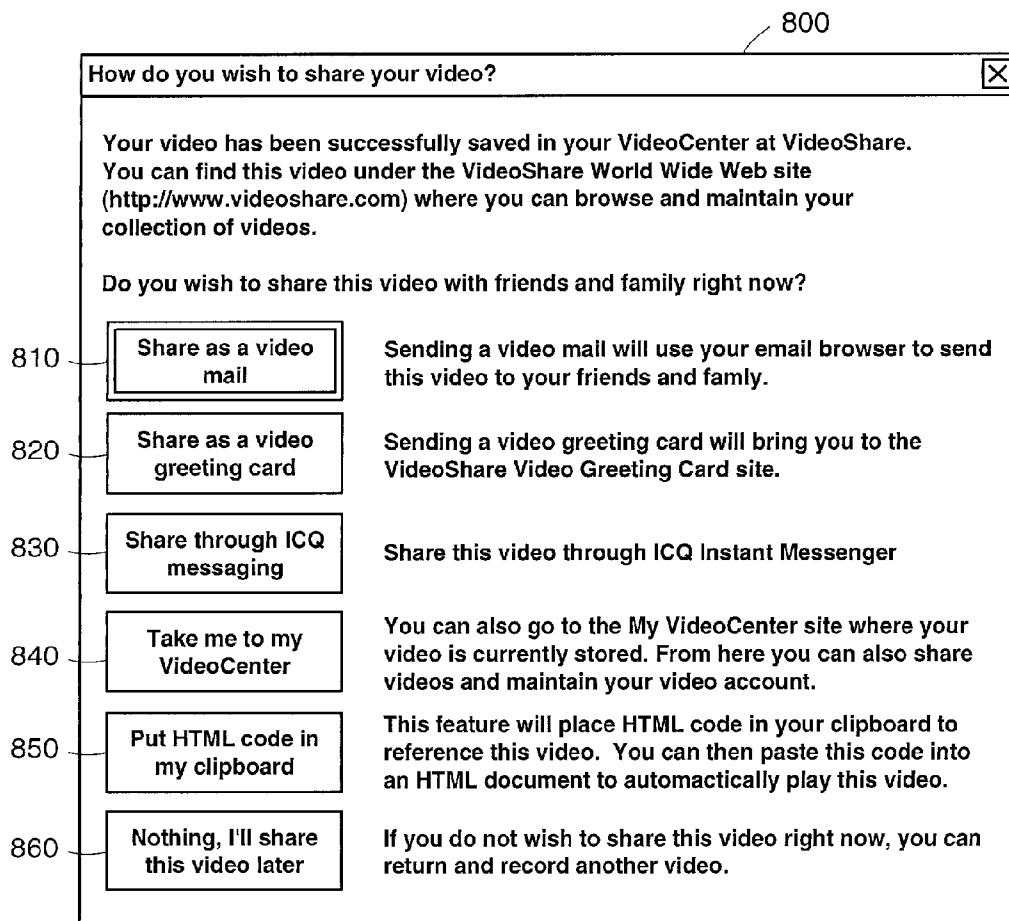 800
How do you wish to share your video?
Your video has been successfully saved in your VideoCenter at VideoShare.
You can find this video under the VideoShare World Wide Web site
(http://www.videoshare.com) where you can browse and maintain your
collection of videos.
Do you wish to share this video with friends and family right now?
810
Share as a video
mail
Sending a video mail will use your email browser to send
this video to your friends and famly.
820
Share as a video
greeting card
Sending a video greeting card will bring you to the
VideoShare Video Greeting Card site.
830
Share through ICQ
messaging
Share this video through ICQ Instant Messenger
840
Take me to my
VideoCenter
You can also go to the My VideoCenter site where your
video is currently stored. From here you can also share
videos and maintain your video account.
850
Put HTML code in
my clipboard
This feature will place HTML code in your clipboard to
reference this video. You can then paste this code into
an HTML document to automactically play this video.
860
Nothing, I'll share
this video later
If you do not wish to share this video right now, you can
return and record another video.